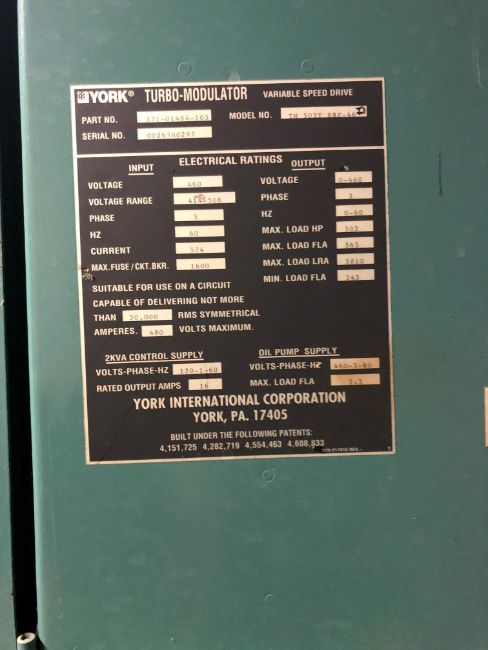 YORK® TURBO-MODULATOR VARIABLE SPEED DRIVE
PART NO. 371-01464-103 MODEL NO. TM 503T
SERIAL NO. 0026580297
ELECTRICAL RATINGS
INPUT
VOLTAGE 460
VOLTAGE RANGE
PHASE 3
HZ 60
CURRENT 574
MAX.FUSE/CKT.BKR. 1600
OUTPUT
VOLTAGE 0-460
PHASE 3
HZ 0-60
MAX. LOAD HP 503
MAX. LOAD FLA 565
MAX. LOAD LRA 3810
MIN. LOAD FLA 343
SUITABLE FOR USE ON A CIRCUIT
CAPABLE OF DELIVERING NOT MORE
THAN 30,000 RMS SYMMETRICAL
AMPERES. 480 VOLTS MAXIMUM.
2KVA CONTROL SUPPLY
VOLTS-PHASE-HZ 120-1-60
RATED OUTPUT AMPS 16
OIL PUMP SUPPLY
VOLTS-PHASE-HZ 460-3-60
MAX. LOAD FLA 2.3
YORK INTERNATIONAL CORPORATION
YORK, PA. 17405
BUILT UNDER THE FOLLOWING PATENTS:
4,151,725 4,282,719 4,554,463 4,608,833